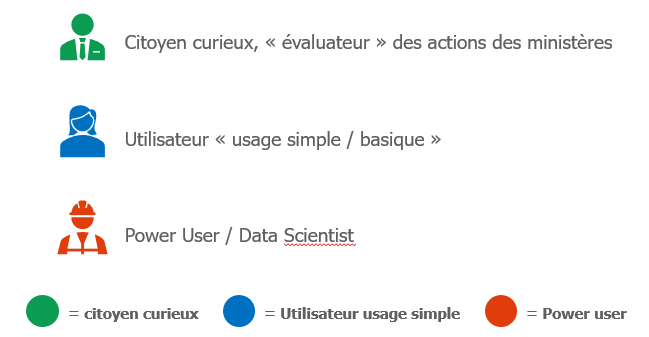 Citoyen curieux, « évaluateur » des actions des ministères
Utilisateur « usage simple / basique »
Power User / Data Scientist
= citoyen curieux = Utilisateur usage simple = Power user